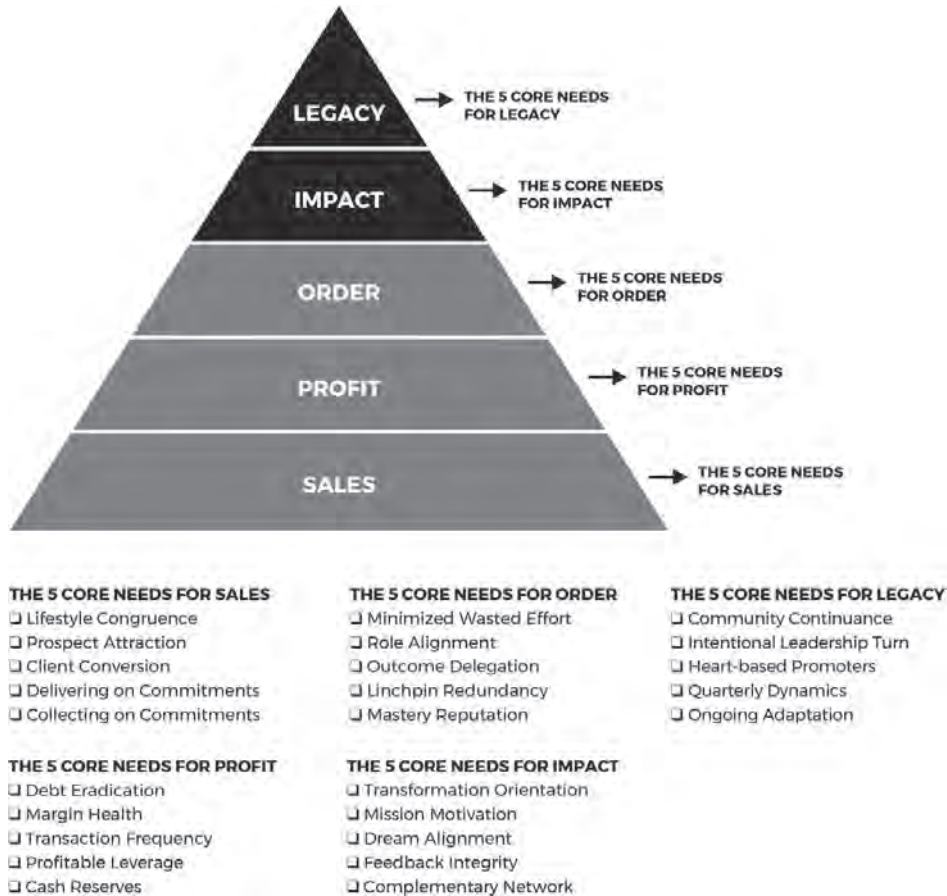 LEGACY
THE 5 CORE NEEDS
FOR LEGACY
IMPACT
THE 5 CORE NEEDS
FOR IMPACT
ORDER
THE 5 CORE NEEDS
FOR ORDER
PROFIT
THE 5 CORE NEEDS
FOR PROFIT
SALES
THE 5 CORE NEEDS
FOR SALES
THE 5 CORE NEEDS FOR SALES
❑ Lifestyle Congruence
❑ Prospect Attraction
❑ Client Conversion
❑ Delivering on Commitments
❑ Collecting on Commitments
THE 5 CORE NEEDS FOR PROFIT
❑ Debt Eradication
❑ Margin Health
❑ Transaction Frequency
❑ Profitable Leverage
❑ Cash Reserves
THE 5 CORE NEEDS FOR ORDER
❑ Minimized Wasted Effort
❑ Role Alignment
❑ Outcome Delegation
❑ Linchpin Redundancy
❑ Mastery Reputation
THE 5 CORE NEEDS FOR IMPACT
❑ Transformation Orientation
❑ Mission Motivation
❑ Dream Alignment
❑ Feedback Integrity
❑ Complementary Network
THE 5 CORE NEEDS FOR LEGACY
❑ Community Continuance
❑ Intentional Leadership Turn
❑ Heart-based Promoters
❑ Quarterly Dynamics
❑ Ongoing Adaptation